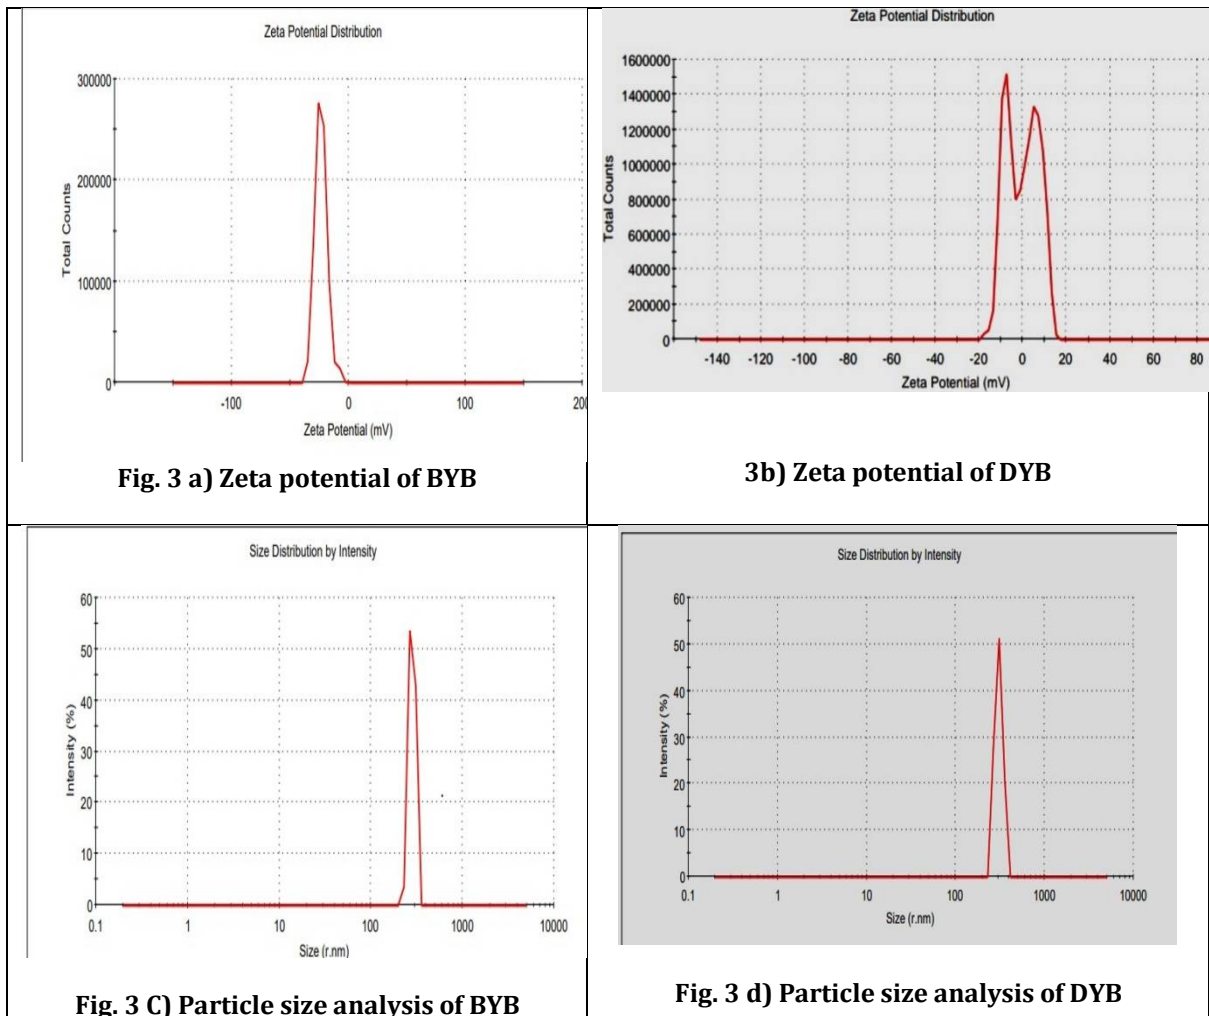 Zeta Potential Distribution
300000
200000
100000
0
Total Counts
-100
0
100
200
Zeta Potential (mV)
Fig. 3 a) Zeta potential of BYB
Zeta Potential Distribution
1600000
1400000
1200000
1000000
800000
600000
400000
200000
0
Total Counts
-140 -120 -100 -80 -60 -40 -20 0 20 40 60 80
Zeta Potential (mV)
3b) Zeta potential of DYB
Size Distribution by Intensity
60
50
40
30
20
10
0
Intensity (%)
0.1 1 10 100 1000 10000
Size (r.nm)
Fig. 3 C) Particle size analysis of BYB
Size Distribution by Intensity
60
50
40
30
20
10
0
Intensity (%)
0.1 1 10 100 1000 10000
Size (r.nm)
Fig. 3 d) Particle size analysis of DYB